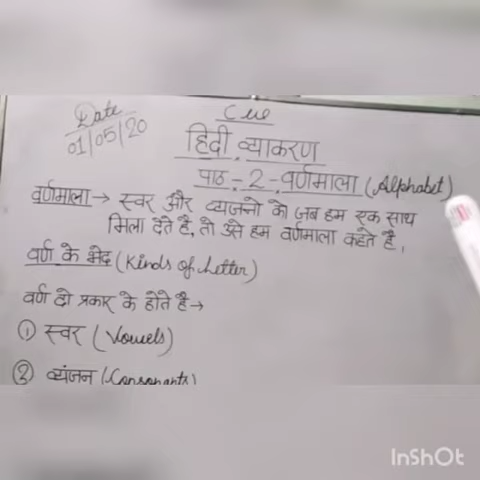 Date
01/05/20
C.W
हिंदी व्याकरण
पाठ :- 2 - वर्णमाला (Alphabet)
वर्णमाला → स्वर और व्यंजनो को जब हम एक साथ
मिला देते है, तो उसे हम वर्णमाला कहते है,
वर्ण के भेद (Kinds of Letter)
वर्ण दो प्रकार के होते है →
① स्वर (Vowels)
② व्यंजन (Consonants)
InShOt